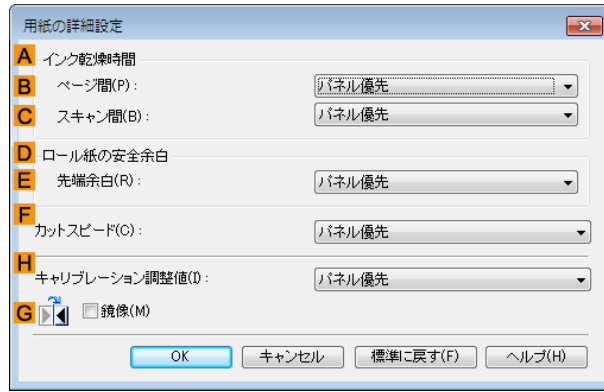 用紙の詳細設定
A インク乾燥時間
B ページ間(P): パネル優先
C スキャン間(B): パネル優先
D ロール紙の安全余白
E 先端余白(R): パネル優先
F
カットスピード(C): パネル優先
H
キャリブレーション調整値(I): パネル優先
G 鏡像(M)
OK キャンセル 標準に戻す(F) ヘルプ(H)